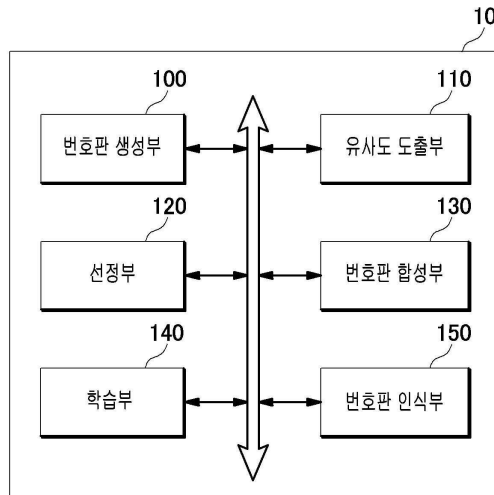 10
100
110
번호판 생성부
유사도 도출부
120
130
선정부
번호판 합성부
140
150
학습부
번호판 인식부